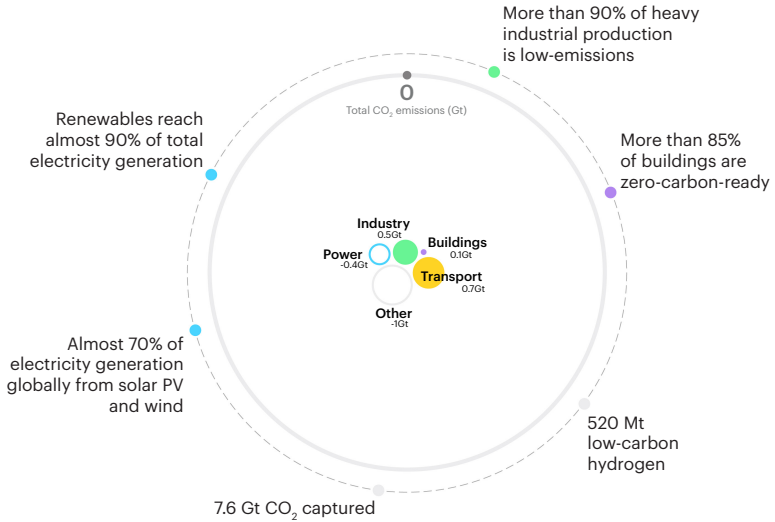 More than 90% of heavy
industrial production
is low-emissions
0
Total CO₂ emissions (Gt)
Renewables reach
almost 90% of total
electricity generation
More than 85%
of buildings are
zero-carbon-ready
Industry
0.5Gt
Buildings
0.1Gt
Power
-0.4Gt
Transport
0.7Gt
Other
-1Gt
Almost 70% of
electricity generation
globally from solar PV
and wind
520 Mt
low-carbon
hydrogen
7.6 Gt CO₂ captured